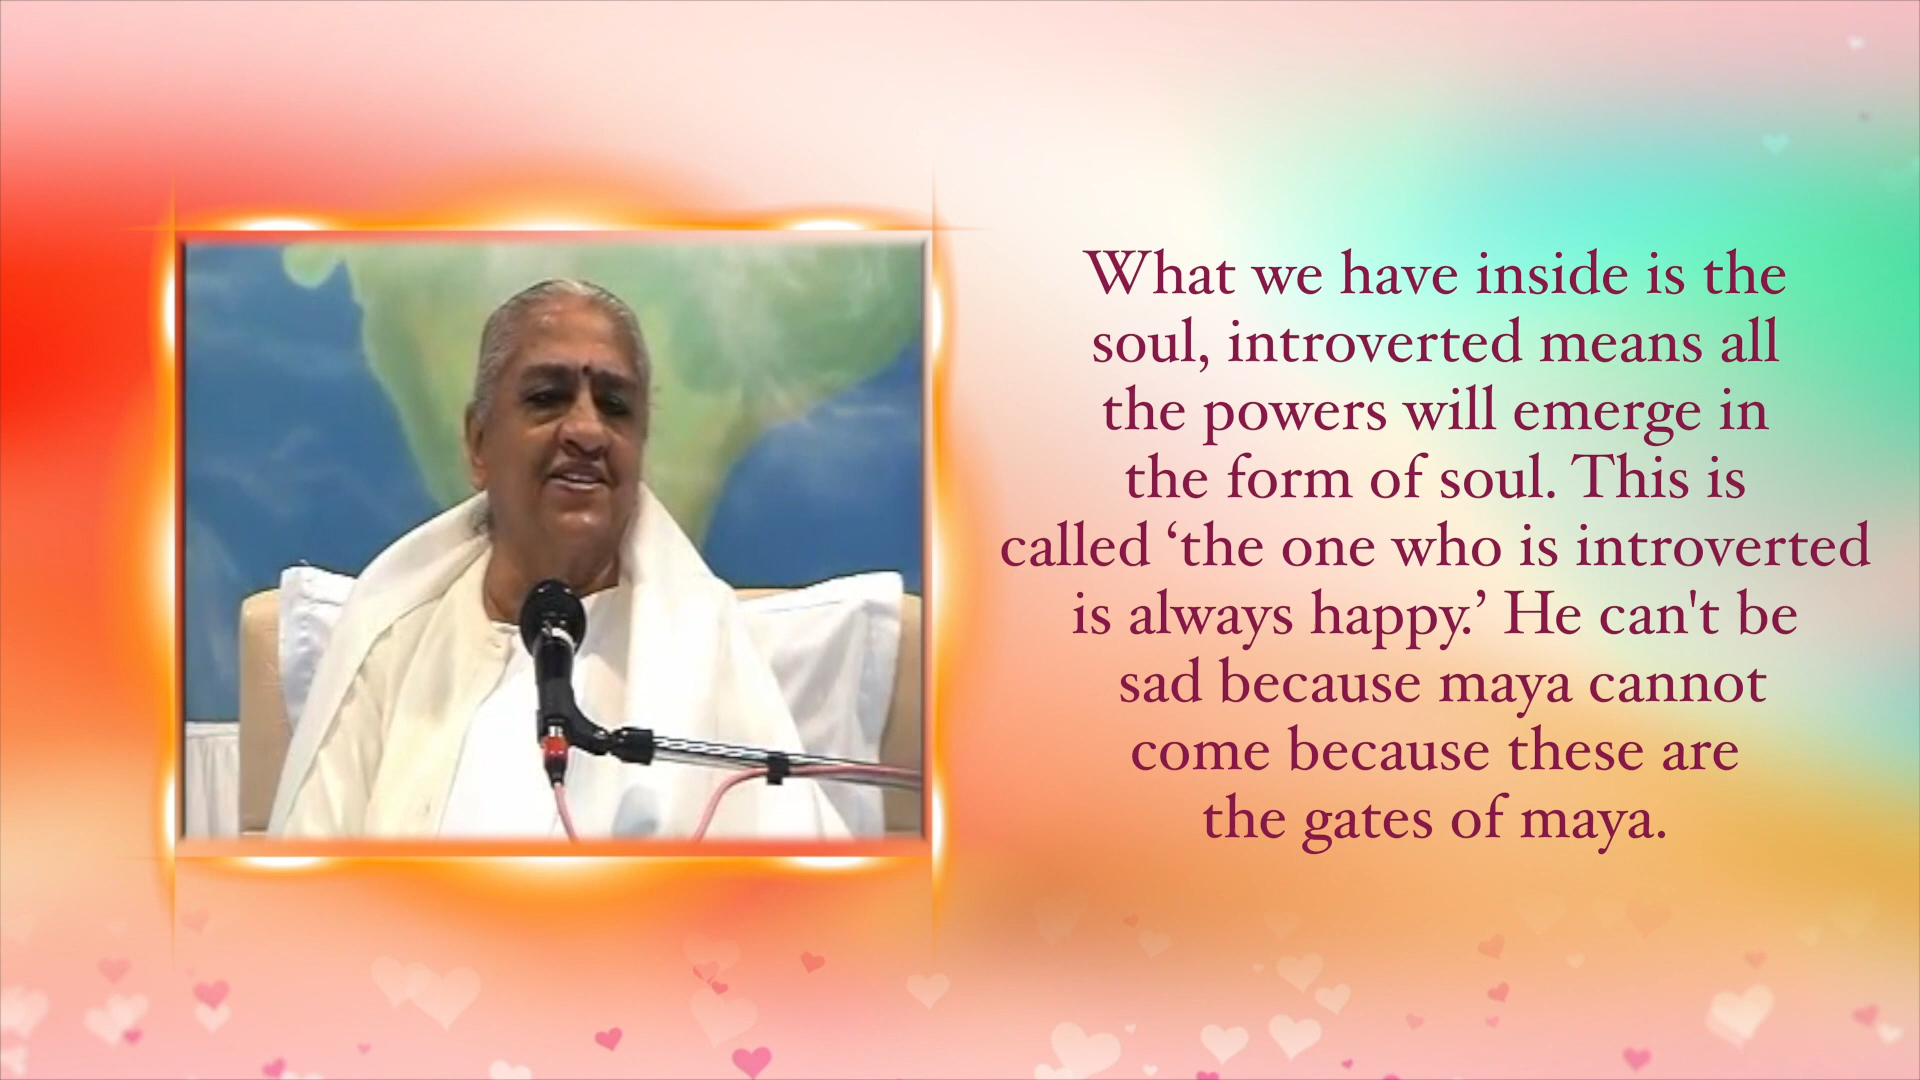 What we have inside is the
soul, introverted means all
the powers will emerge in
the form of soul. This is
called ‘the one who is introverted
is always happy.’ He can't be
sad because maya cannot
come because these are
the gates of maya.